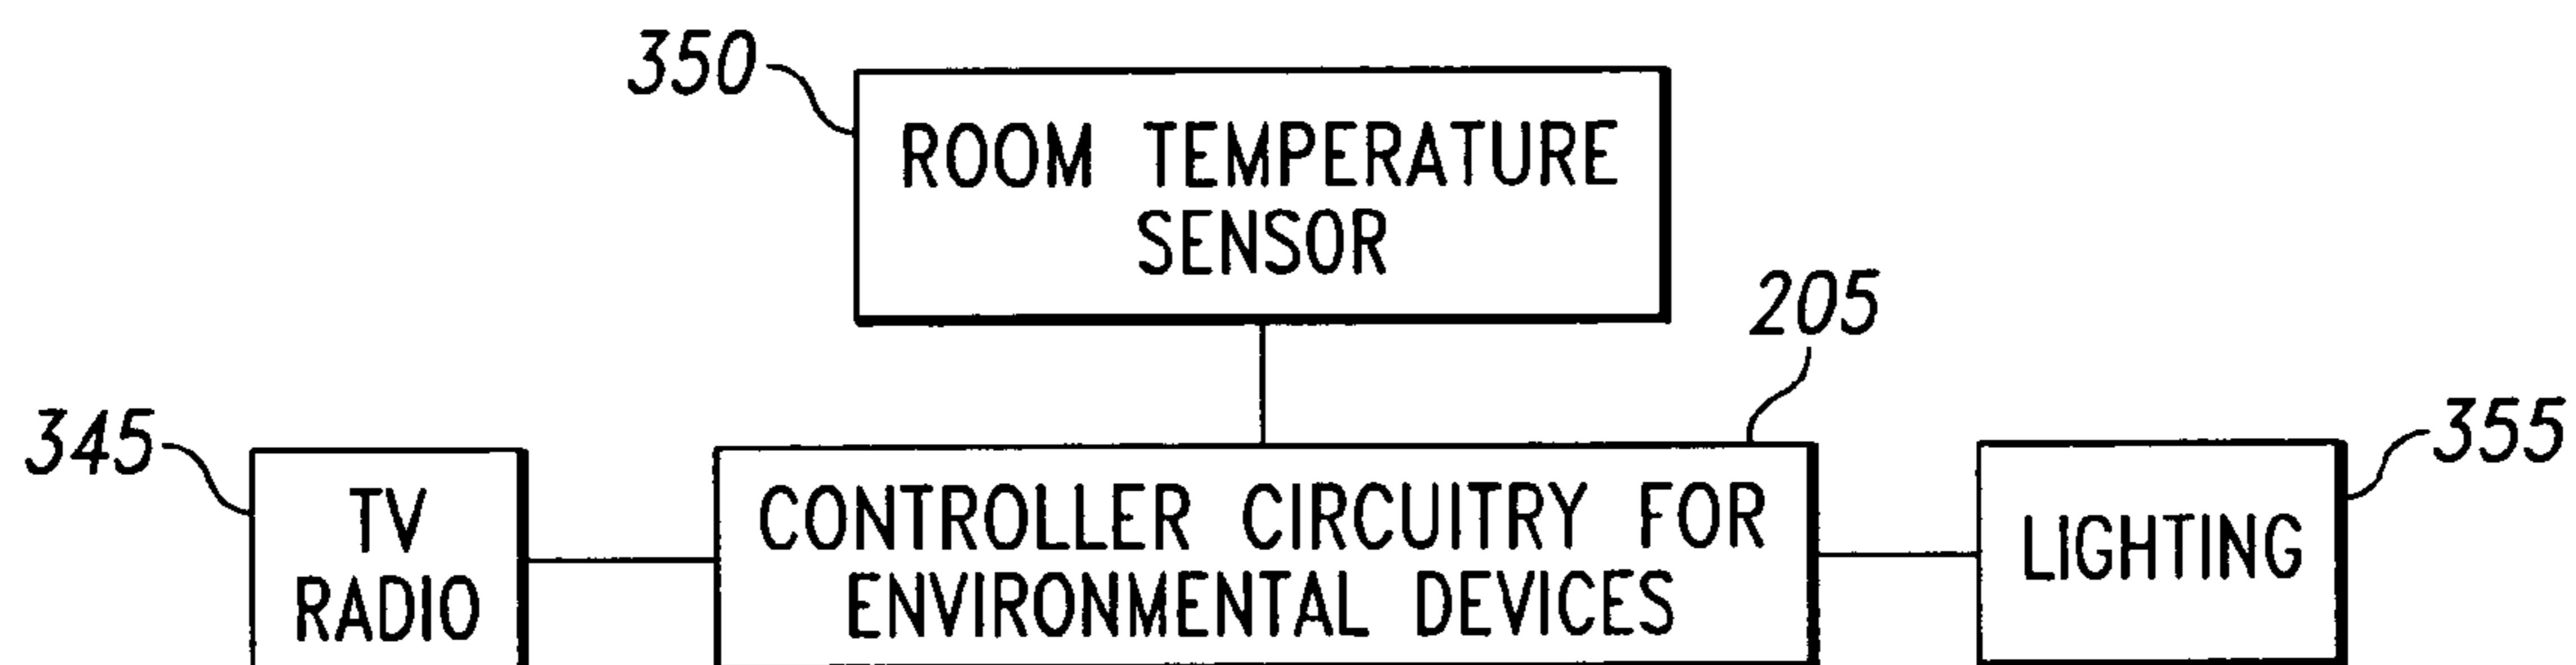 350
ROOM TEMPERATURE
SENSOR
205
345
TV
RADIO
CONTROLLER CIRCUITRY FOR
ENVIRONMENTAL DEVICES
LIGHTING
355